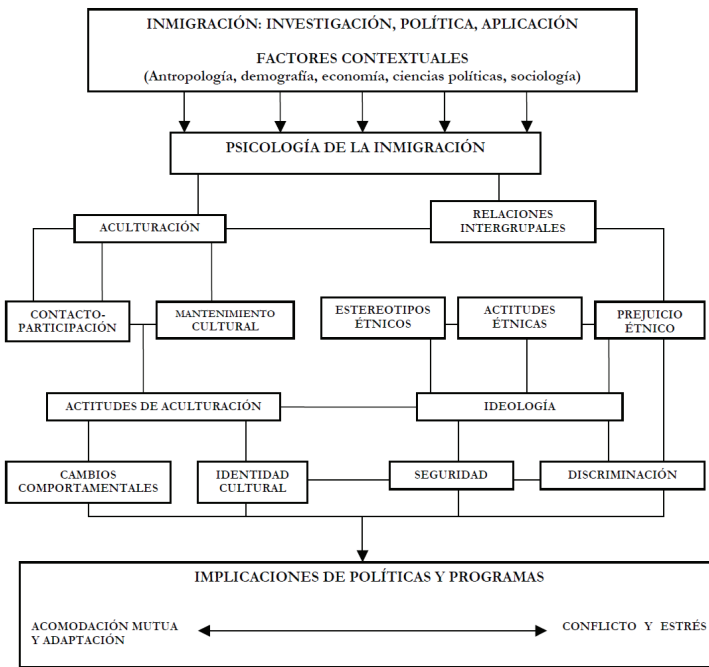 INMIGRACIÓN: INVESTIGACIÓN, POLÍTICA, APLICACIÓN
FACTORES CONTEXTUALES
(Antropología, demografía, economía, ciencias políticas, sociología)
PSICOLOGÍA DE LA INMIGRACIÓN
ACULTURACIÓN
RELACIONES
INTERGRUPALES
CONTACTO-
PARTICIPACIÓN
MANTENIMIENTO
CULTURAL
ESTEREOTIPOS
ÉTNICOS
ACTITUDES
ÉTNICAS
PREJUICIO
ÉTNICO
ACTITUDES DE ACULTURACIÓN
IDEOLOGÍA
CAMBIOS
COMPORTAMENTALES
IDENTIDAD
CULTURAL
SEGURIDAD
DISCRIMINACIÓN
IMPLICACIONES DE POLÍTICAS Y PROGRAMAS
ACOMODACIÓN MUTUA
Y ADAPTACIÓN
CONFLICTO Y ESTRÉS